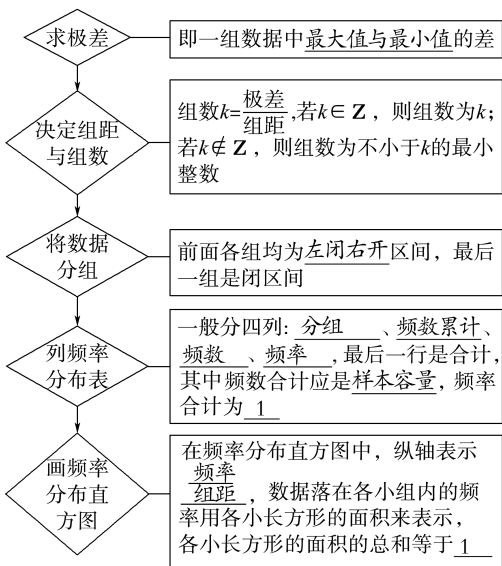 求极差
即一组数据中最大值与最小值的差
决定组距
与组数
组数k=极差/组距,若k∈Z，则组数为k；
若k∉Z，则组数为不小于k的最小
整数
将数据
分组
前面各组均为左闭右开区间，最后
一组是闭区间
列频率
分布表
一般分四列：分组、频数累计、
频数、频率,最后一行是合计，
其中频数合计应是样本容量，频率
合计为1
画频率
分布直
方图
在频率分布直方图中，纵轴表示
频率/组距，数据落在各小组内的频
率用各小长方形的面积来表示，
各小长方形的面积的总和等于1